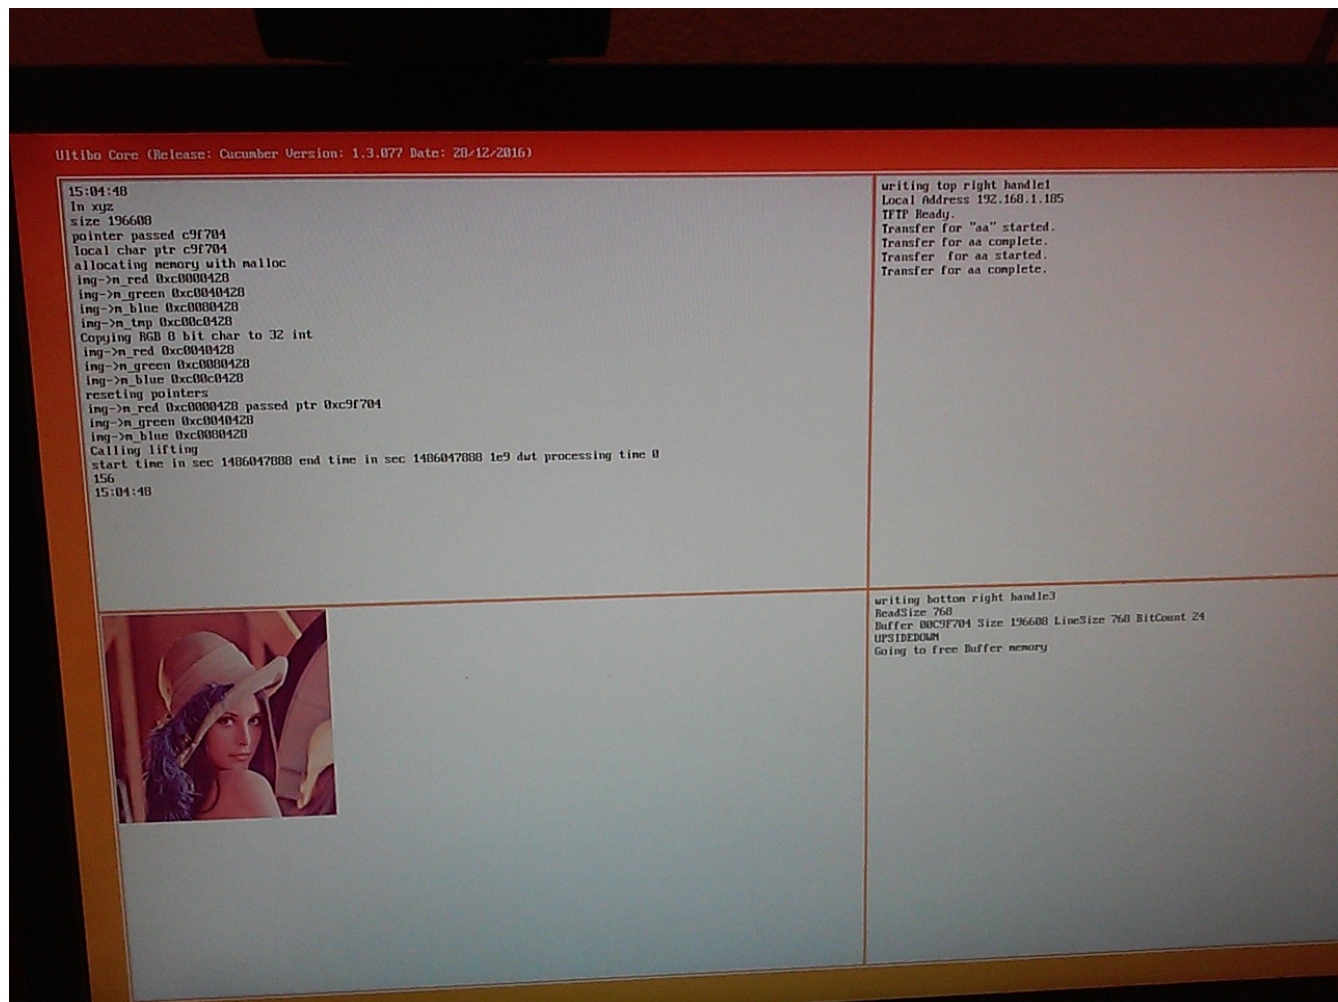 Ultibo Core (Release: Cucumber Version: 1.3.077 Date: 28/12/2016)
15:04:48
In xyz
size 196608
pointer passed c9f704
local char ptr c9f704
allocating memory with malloc
img->m_red 0xc0000428
img->m_green 0xc0040428
img->m_blue 0xc0080428
img->m_tmp 0xc00c0428
Copying RGB 8 bit char to 32 int
img->m_red 0xc0040428
img->m_green 0xc0080428
img->m_blue 0xc00c0428
reseting pointers
img->m_red 0xc0000428 passed ptr 0xc9f704
img->m_green 0xc0040428
img->m_blue 0xc0080428
Calling lifting
start time in sec 1486047888 end time in sec 1486047888 1e9 dwt processing time 0
156
15:04:48
writing top right handle1
Local Address 192.168.1.185
TFTP Ready.
Transfer for "aa" started.
Transfer for aa complete.
Transfer  for aa started.
Transfer for aa complete.
writing bottom right handle3
ReadSize 768
Buffer 00C9F704 Size 196608 LineSize 768 BitCount 24
UPSIDEDOWN
Going to free Buffer memory